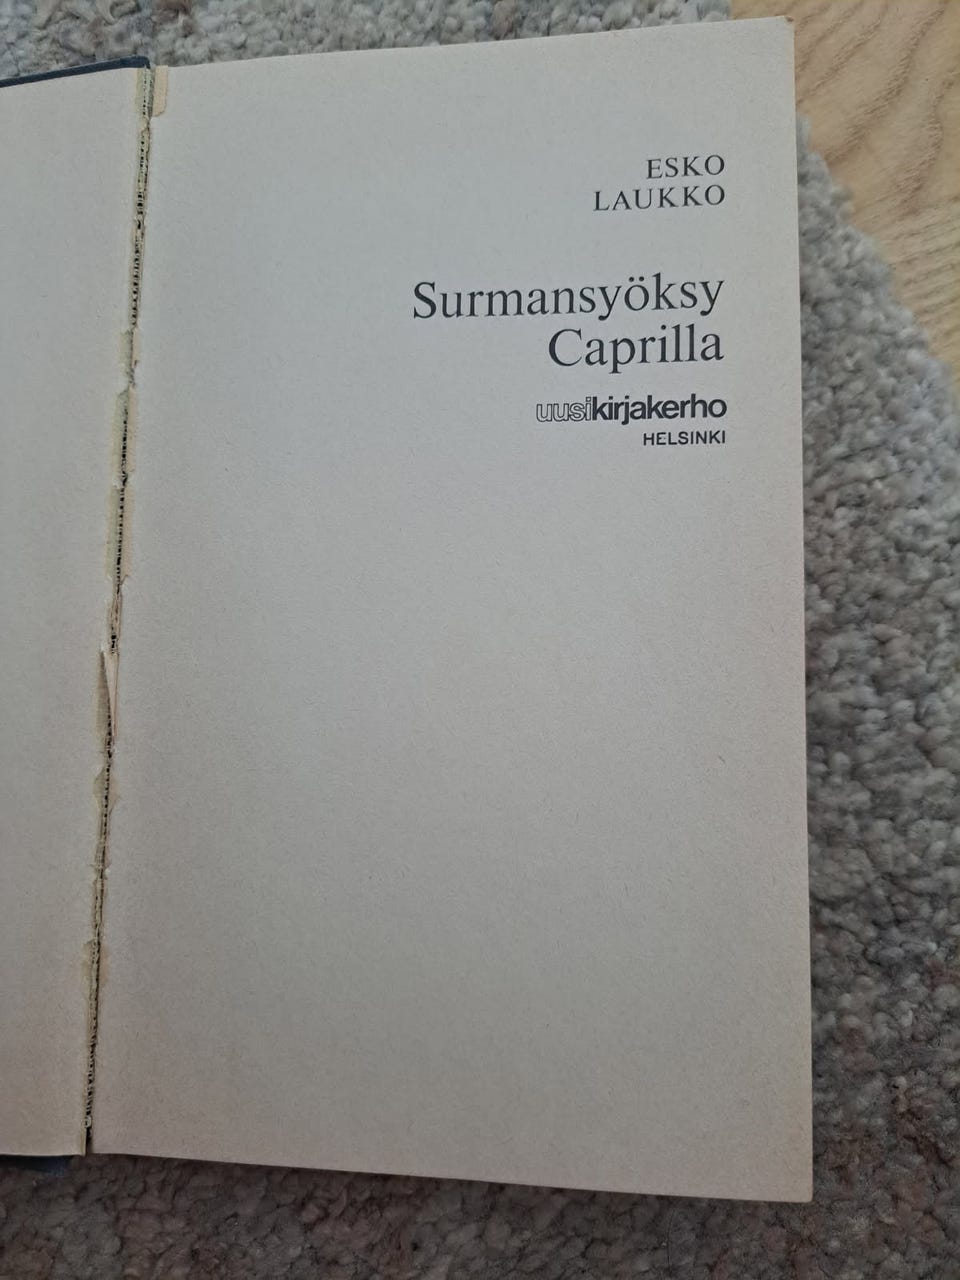 ESKO
LAUKKO
Surmansyöksy
Caprilla
uusikirjakerho
HELSINKI